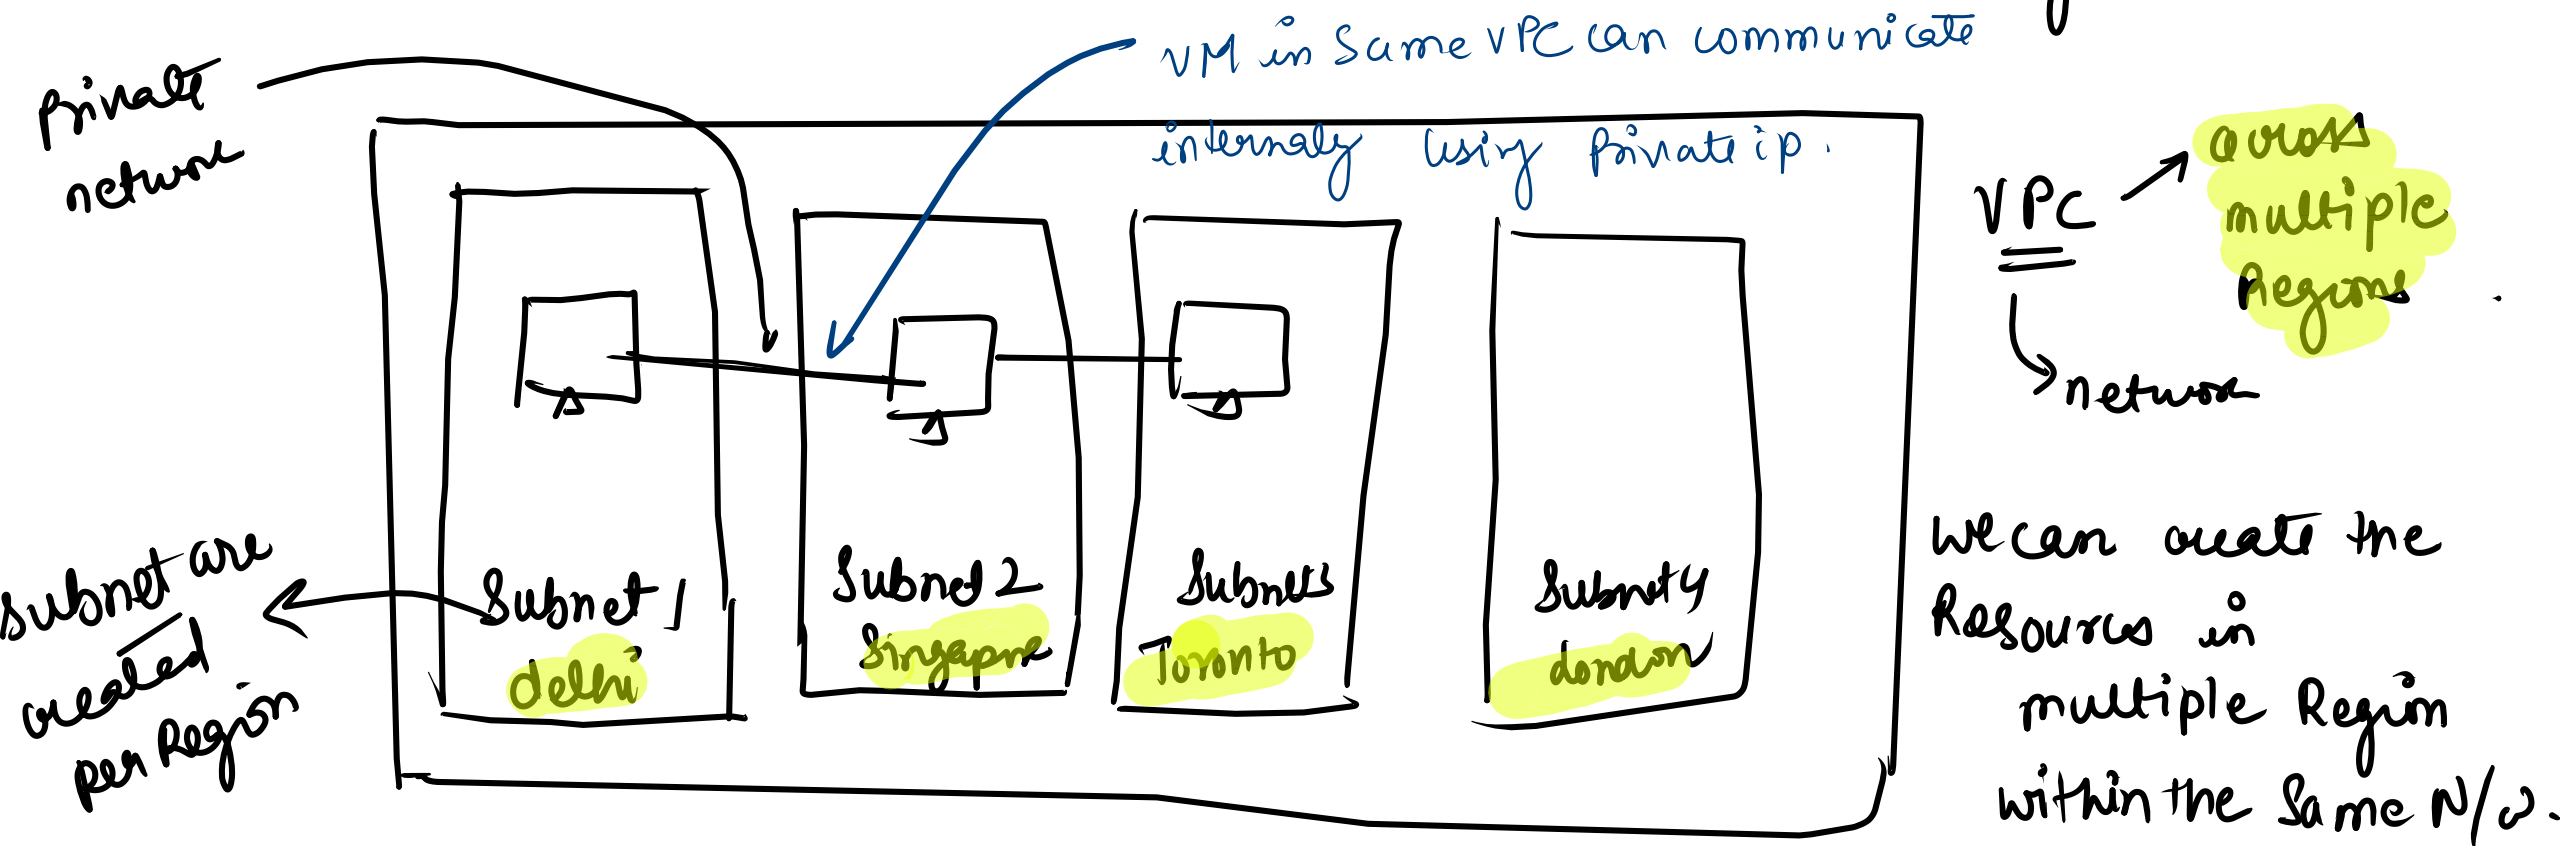 VM in Same VPC can communicate
internaly using Private ip.
Private
network
VPC
across
multiple
Regions
network
Subnet are
created
per Region
Subnet 1
delhi
Subnet 2
Singapore
Subnet 3
Toronto
Subnet 4
london
We can create the
Resources in
multiple Region
within the Same N/w.